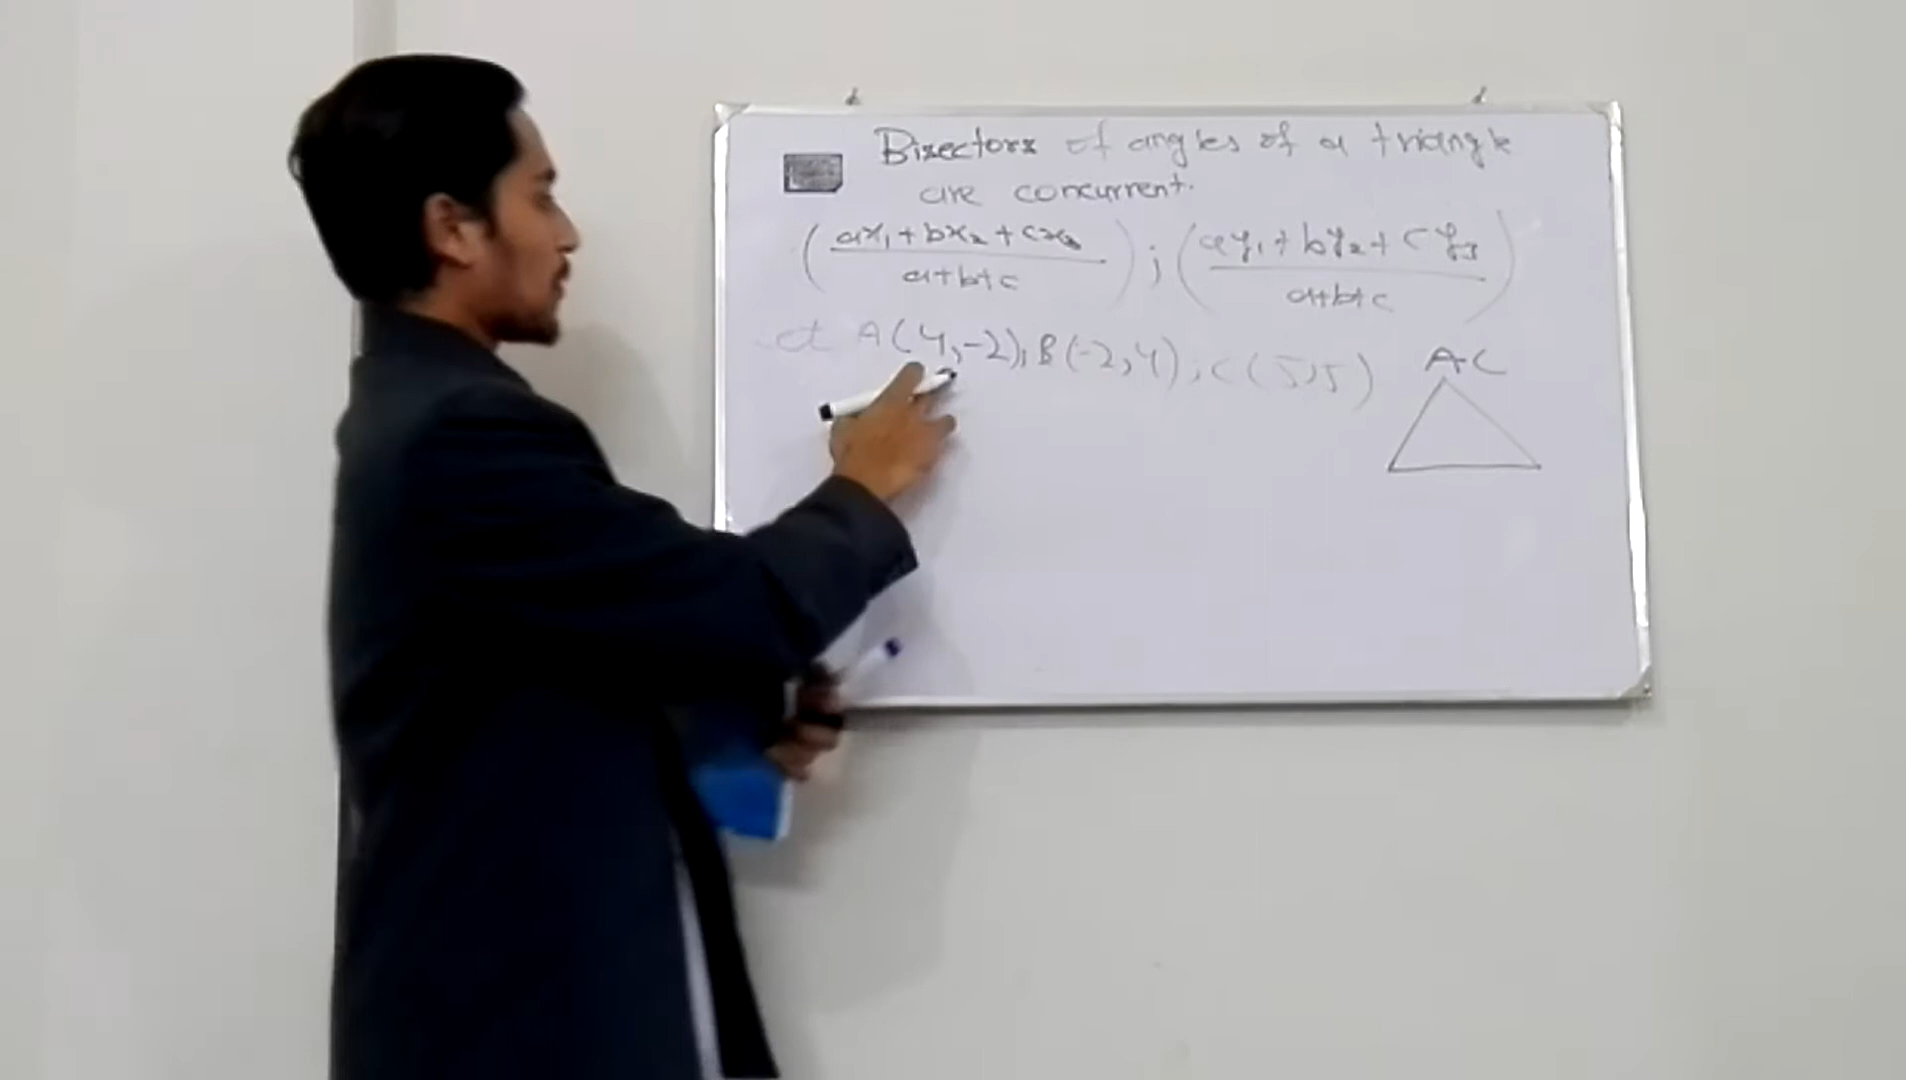 Bisectors of angles of a triangle
are concurrent.
(ax₁+bx₂+cx₃ / a+b+c) ; (ay₁+by₂+cy₃ / a+b+c)
A(4,-2), B(-2,4), C(5,5)
A C